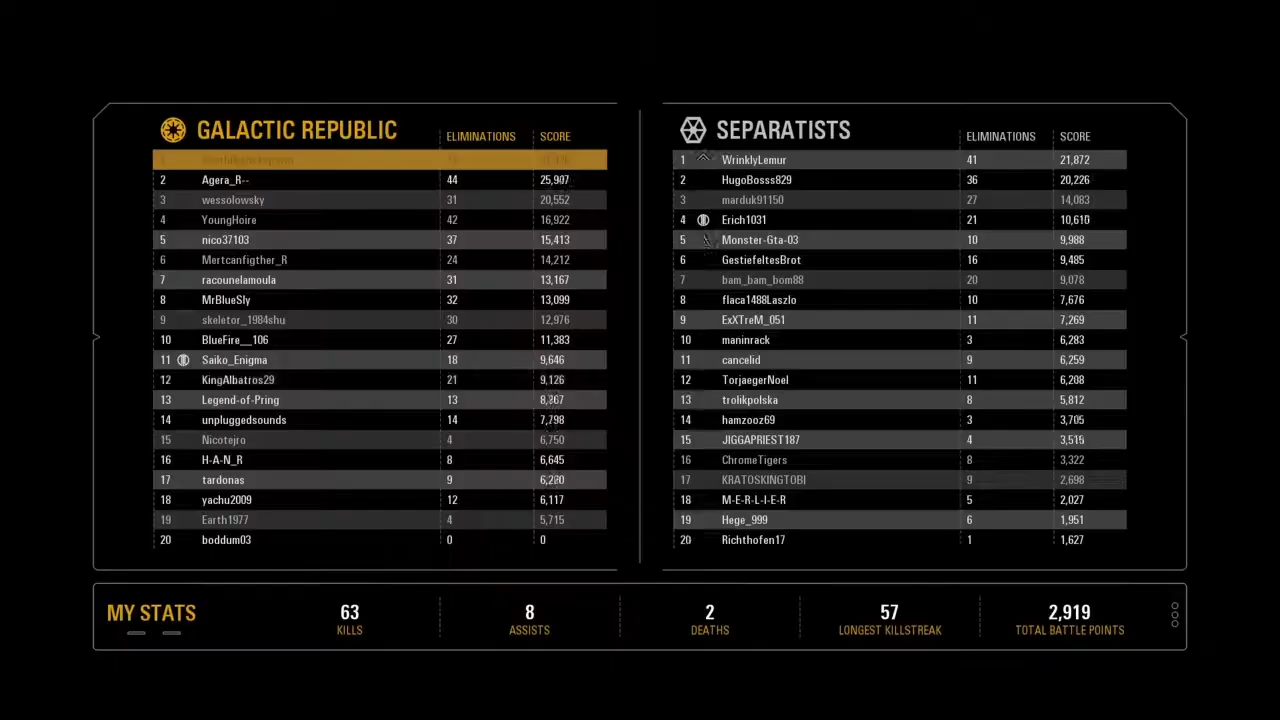 GALACTIC REPUBLIC ELIMINATIONS SCORE
1
2 Agera_R-- 44 25,907
3 wessolowsky 31 20,552
4 YoungHoire 42 16,922
5 nico37103 37 15,413
6 Mertcanfigther_R 24 14,212
7 racounelamoula 31 13,167
8 MrBlueSly 32 13,099
9 skeletor_1984shu 30 12,976
10 BlueFire__106 27 11,383
11 Saiko_Enigma 18 9,646
12 KingAlbatros29 21 9,126
13 Legend-of-Pring 13
14 unpluggedsounds 14 7,798
15 Nicotejro 4 6,750
16 H-A-N_R 8 6,645
17 tardonas 9
18 yachu2009 12 6,117
19 Earth1977 4 5,715
20 boddum03 0 0
SEPARATISTS ELIMINATIONS SCORE
1 WrinklyLemur 41 21,872
2 HugoBosss829 36 20,226
3 marduk91150 27 14,083
4 Erich1031 21 10,610
5 Monster-Gta-03 10 9,988
6 GestiefeltesBrot 16 9,485
7 bam_bam_bom88 20 9,078
8 flaca1488Laszlo 10 7,676
9 ExXTreM_051 11 7,269
10 maninrack 3 6,283
11 cancelid 9 6,259
12 TorjaegerNoel 11 6,208
13 trolikpolska 8 5,812
14 hamzooz69 3 3,705
15 JIGGAPRIEST187 4 3,515
16 ChromeTigers 8 3,322
17 KRATOSKINGTOBI 9 2,698
18 M-E-R-L-I-E-R 5 2,027
19 Hege_999 6 1,951
20 Richthofen17 1 1,627
MY STATS
63 8 2 57 2,919
KILLS ASSISTS DEATHS LONGEST KILLSTREAK TOTAL BATTLE POINTS